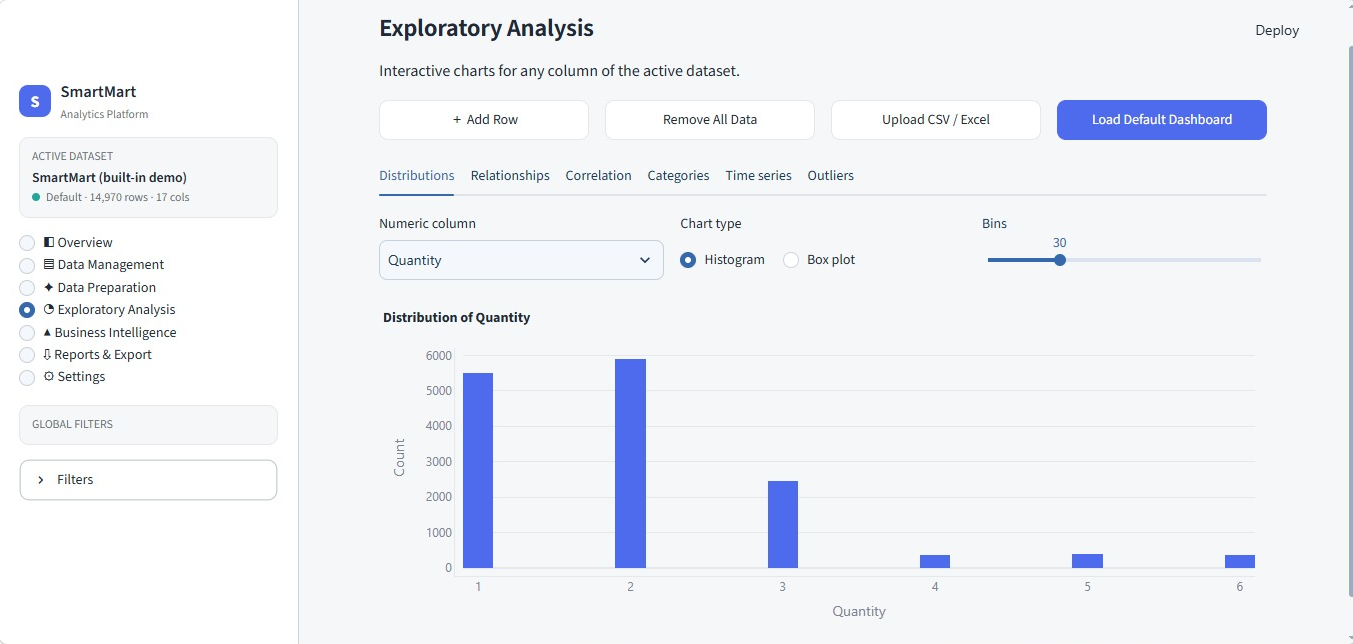 Exploratory Analysis
Deploy
Interactive charts for any column of the active dataset.
+ Add Row
Remove All Data
Upload CSV / Excel
Load Default Dashboard
S
SmartMart
Analytics Platform
ACTIVE DATASET
SmartMart (built-in demo)
Default · 14,970 rows · 17 cols
Overview
Data Management
Data Preparation
Exploratory Analysis
Business Intelligence
Reports & Export
Settings
GLOBAL FILTERS
Filters
Distributions Relationships Correlation Categories Time series Outliers
Numeric column
Quantity
Chart type
Histogram Box plot
Bins
30
Distribution of Quantity
6000
5000
4000
3000
2000
1000
0
Count
1 2 3 4 5 6
Quantity